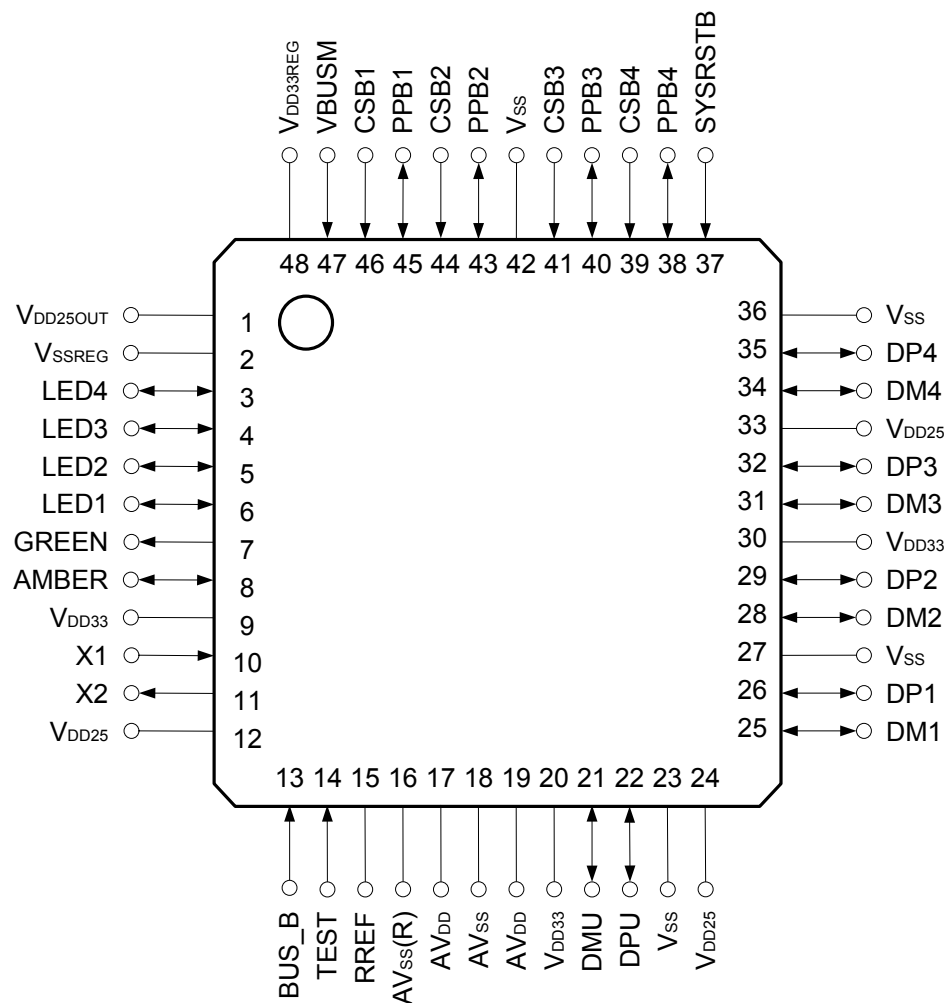 VDD33REG VBUSM CSB1 PPB1 CSB2 PPB2 VSS CSB3 PPB3 CSB4 PPB4 SYSRSTB
48 47 46 45 44 43 42 41 40 39 38 37
VDD25OUT 1
VSSREG 2
LED4 3
LED3 4
LED2 5
LED1 6
GREEN 7
AMBER 8
VDD33 9
X1 10
X2 11
VDD25 12
36 VSS
35 DP4
34 DM4
33 VDD25
32 DP3
31 DM3
30 VDD33
29 DP2
28 DM2
27 VSS
26 DP1
25 DM1
13 14 15 16 17 18 19 20 21 22 23 24
BUS_B TEST RREF AVSS(R) AVDD AVSS AVDD VDD33 DMU DPU VSS VDD25